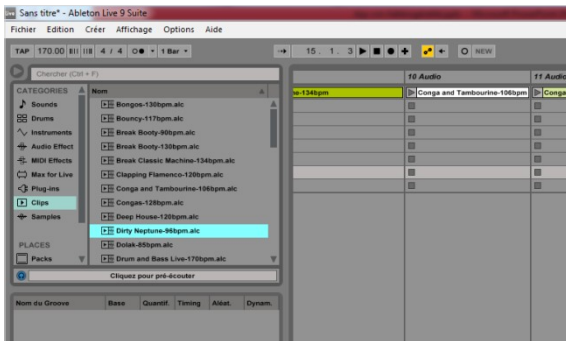 Sans titre* - Ableton Live 9 Suite
Fichier Edition Créer Affichage Options Aide
TAP 170.00 4 / 4 1 Bar 15 . 1 . 3 NEW
Chercher (Ctrl + F)
10 Audio 11 Audio
CATEGORIES Nom
o-134bpm Conga and Tambourine-106bpm Conga
Sounds Bongos-130bpm.alc
Drums Bouncy-117bpm.alc
Instruments Break Booty-90bpm.alc
Audio Effect Break Booty-130bpm.alc
MIDI Effects Break Classic Machine-134bpm.alc
Max for Live Clapping Flamenco-120bpm.alc
Plug-ins Conga and Tambourine-106bpm.alc
Clips Congas-128bpm.alc
Samples Deep House-120bpm.alc
Dirty Neptune-96bpm.alc
PLACES Dolak-85bpm.alc
Packs Drum and Bass Live-170bpm.alc
Cliquez pour pré-écouter
Nom du Groove Base Quantif. Timing Aléat. Dynam.